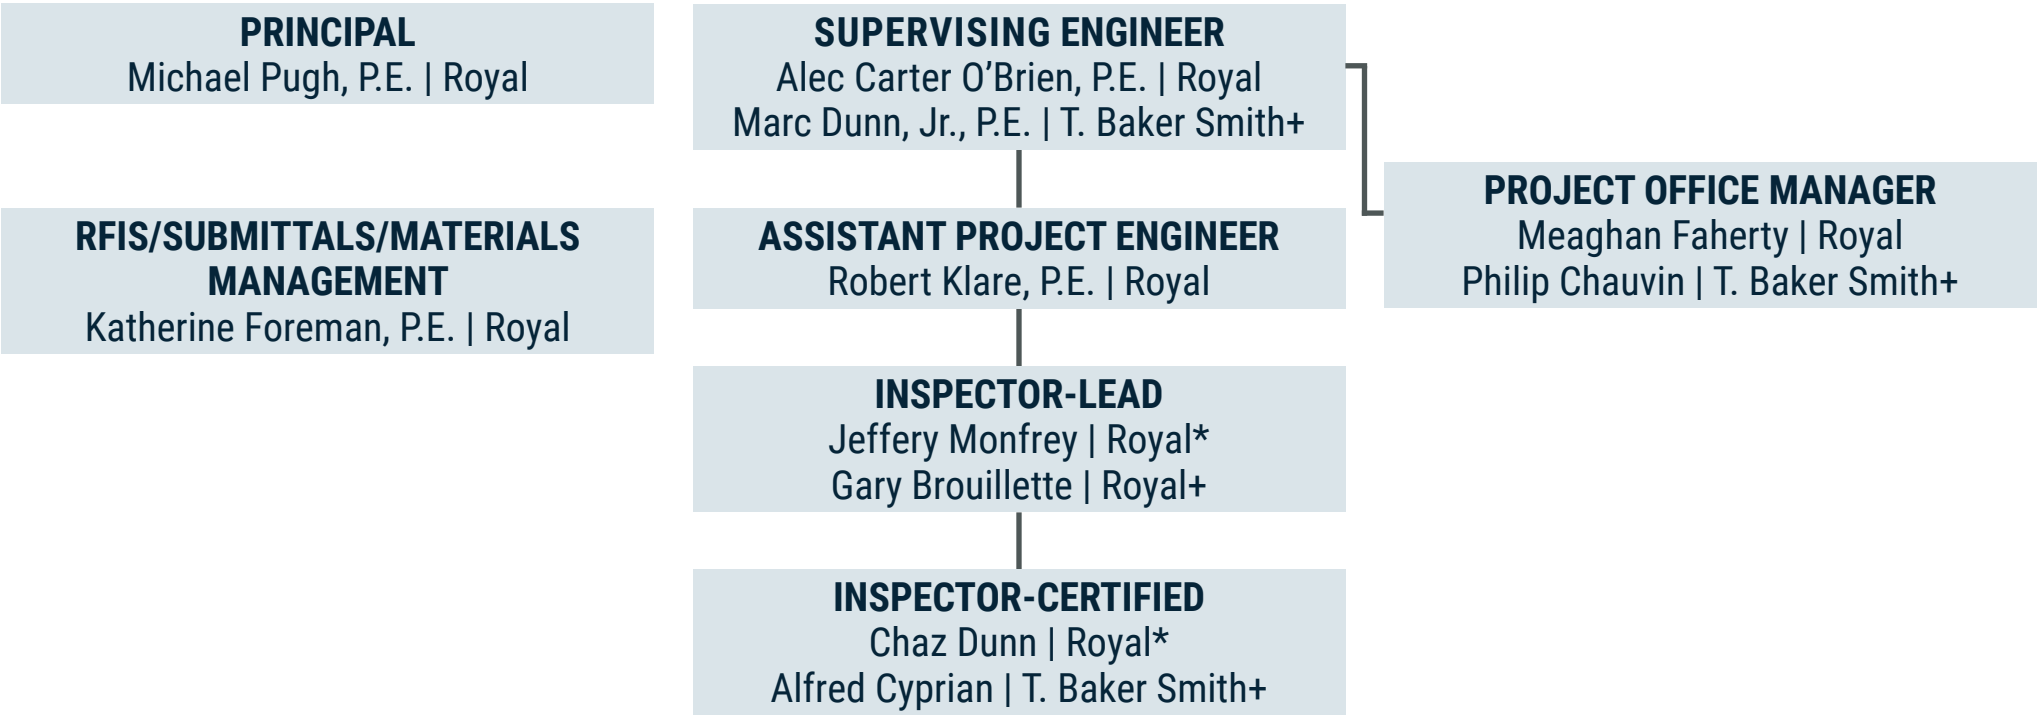 PRINCIPAL
Michael Pugh, P.E. | Royal
SUPERVISING ENGINEER
Alec Carter O’Brien, P.E. | Royal
Marc Dunn, Jr., P.E. | T. Baker Smith+
PROJECT OFFICE MANAGER
Meaghan Faherty | Royal
Philip Chauvin | T. Baker Smith+
RFIS/SUBMITTALS/MATERIALS
MANAGEMENT
Katherine Foreman, P.E. | Royal
ASSISTANT PROJECT ENGINEER
Robert Klare, P.E. | Royal
INSPECTOR-LEAD
Jeffery Monfrey | Royal*
Gary Brouillette | Royal+
INSPECTOR-CERTIFIED
Chaz Dunn | Royal*
Alfred Cyprian | T. Baker Smith+